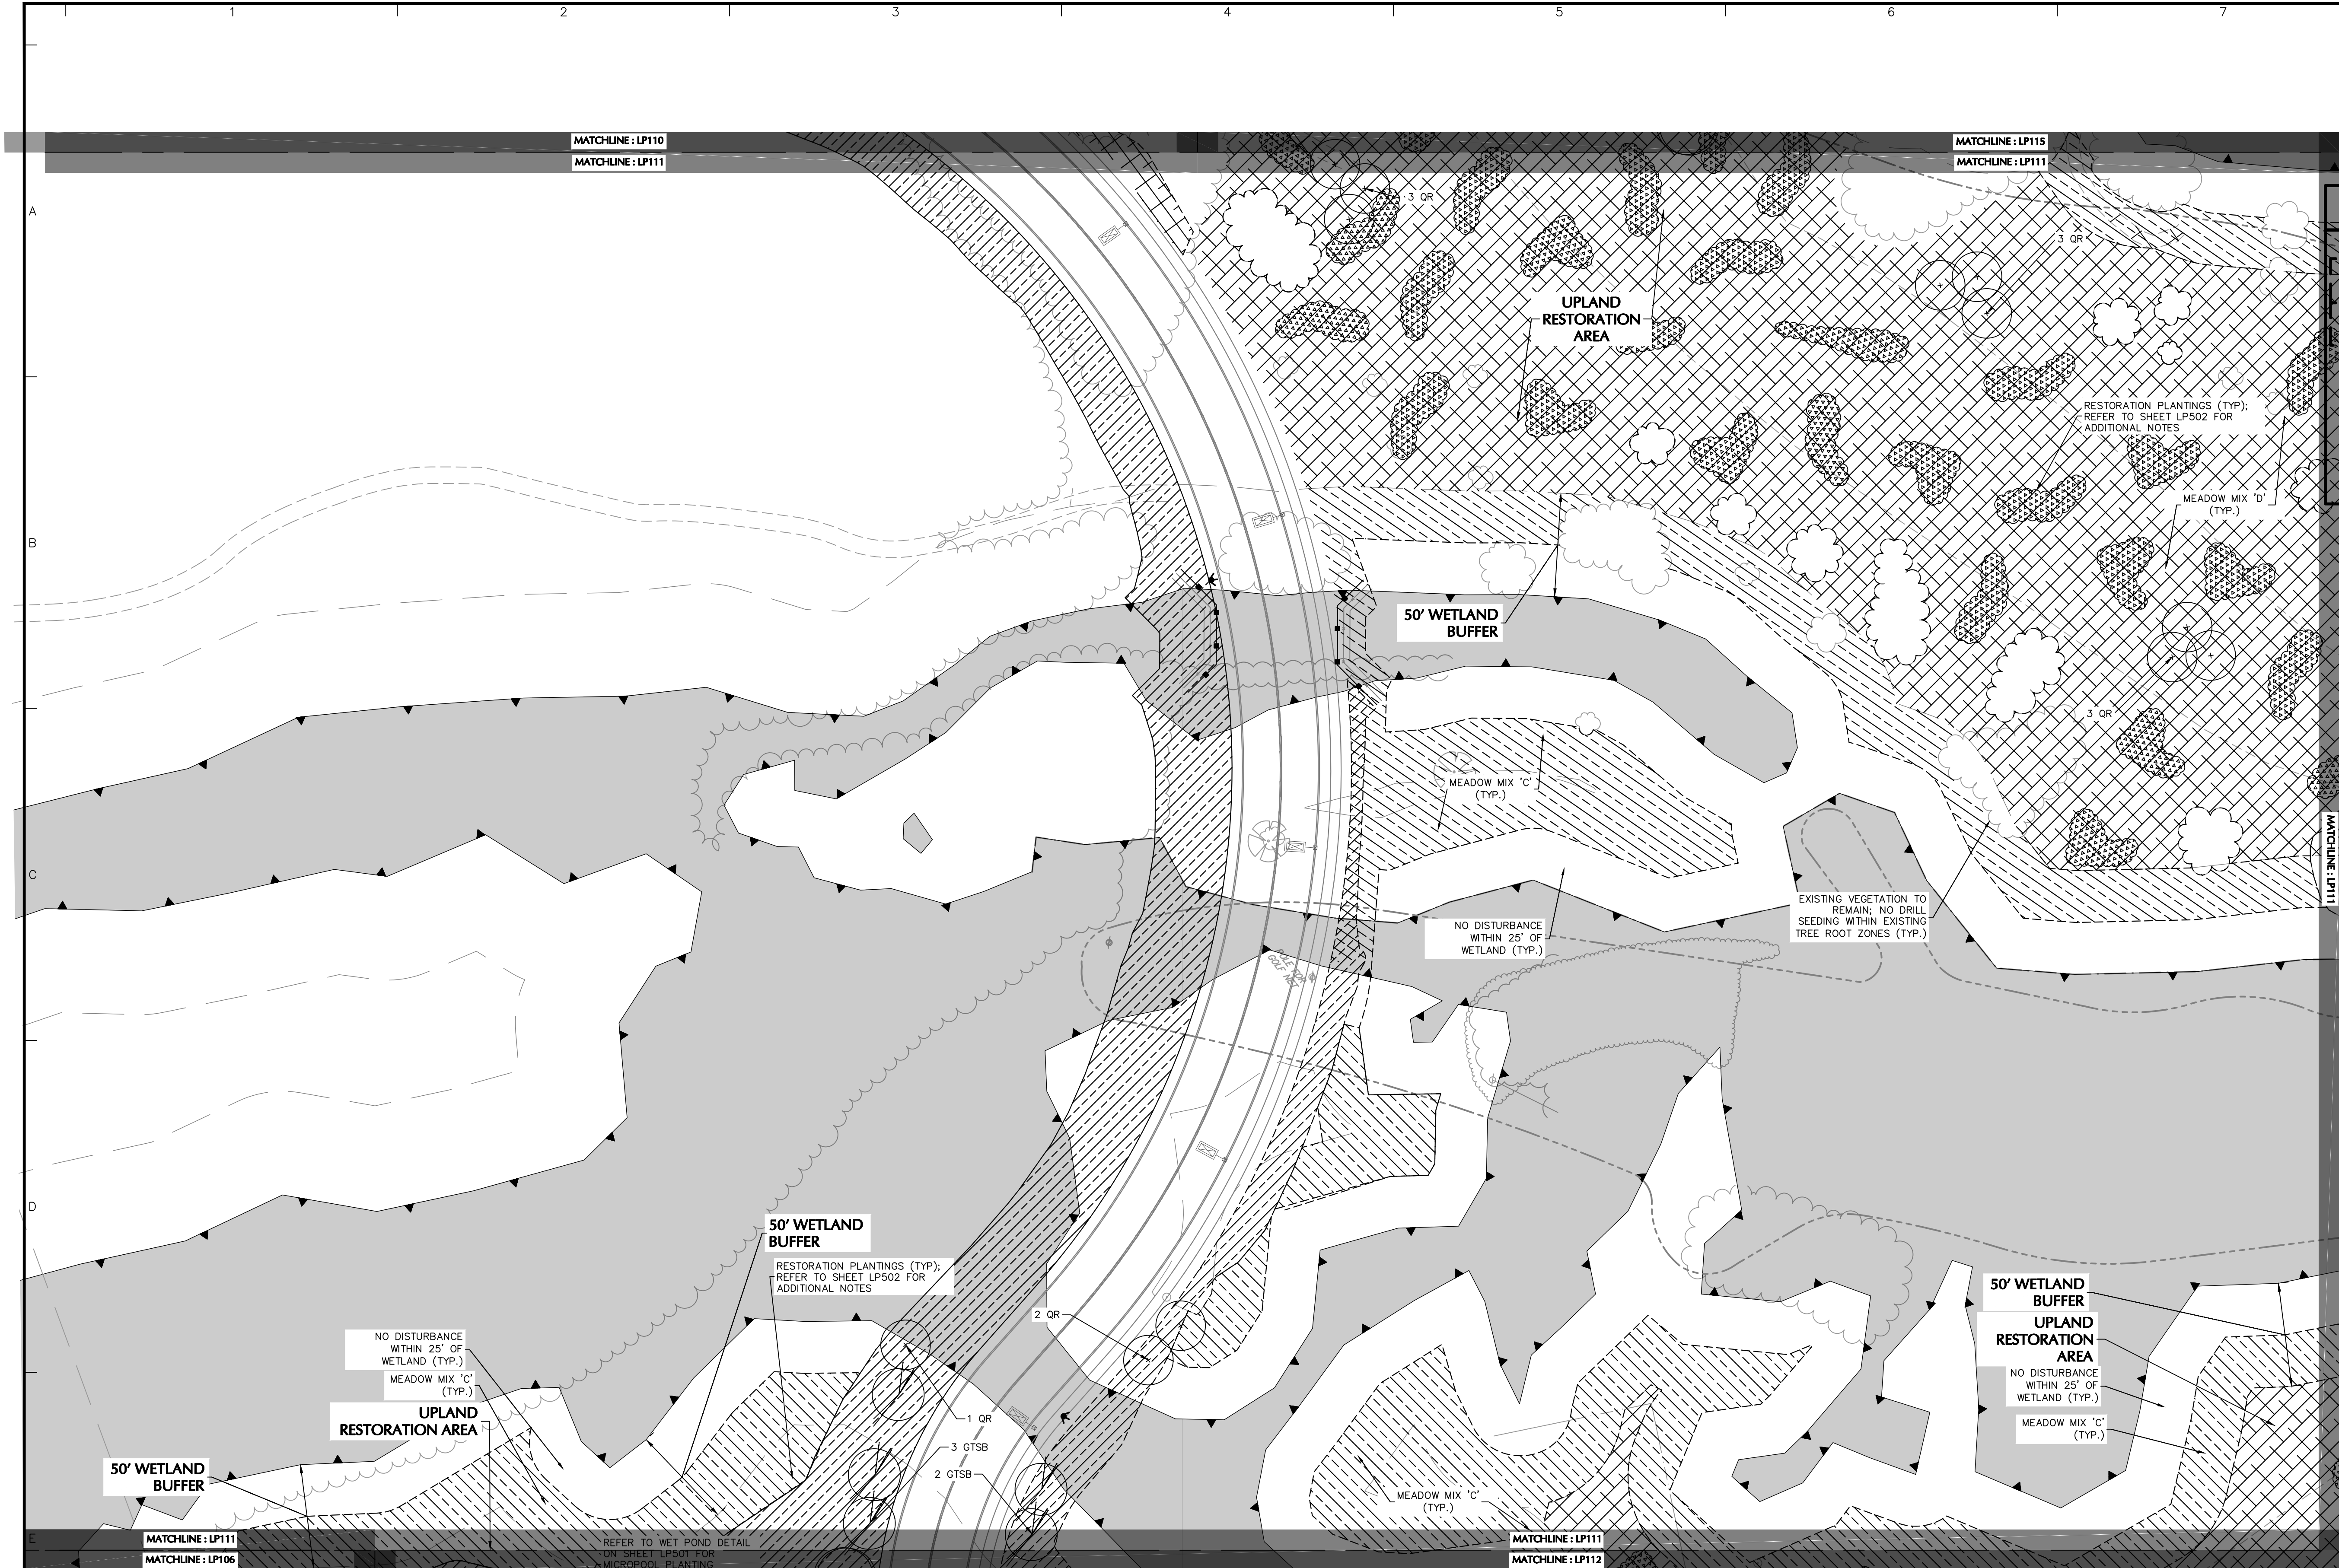 1 2 3 4 5 6 7
MATCHLINE : LP110
MATCHLINE : LP111
MATCHLINE : LP115
MATCHLINE : LP111
A
3 QR
3 QR
UPLAND
RESTORATION
AREA
RESTORATION PLANTINGS (TYP);
REFER TO SHEET LP502 FOR
ADDITIONAL NOTES
MEADOW MIX 'D'
(TYP.)
B
50' WETLAND
BUFFER
3 QR
MEADOW MIX 'C'
(TYP.)
MATCHLINE : LP111
C
EXISTING VEGETATION TO
REMAIN; NO DRILL
SEEDING WITHIN EXISTING
TREE ROOT ZONES (TYP.)
NO DISTURBANCE
WITHIN 25' OF
WETLAND (TYP.)
POLE FOR
GOLF NET
D
50' WETLAND
BUFFER
RESTORATION PLANTINGS (TYP);
REFER TO SHEET LP502 FOR
ADDITIONAL NOTES
2 QR
50' WETLAND
BUFFER
UPLAND
RESTORATION
AREA
NO DISTURBANCE
WITHIN 25' OF
WETLAND (TYP.)
MEADOW MIX 'C'
(TYP.)
NO DISTURBANCE
WITHIN 25' OF
WETLAND (TYP.)
MEADOW MIX 'C'
(TYP.)
UPLAND
RESTORATION AREA
1 QR
3 GTSB
2 GTSB
50' WETLAND
BUFFER
MEADOW MIX 'C'
(TYP.)
E
MATCHLINE : LP111
MATCHLINE : LP106
REFER TO WET POND DETAIL
ON SHEET LP501 FOR
MICROPOOL PLANTING
MATCHLINE : LP111
MATCHLINE : LP112